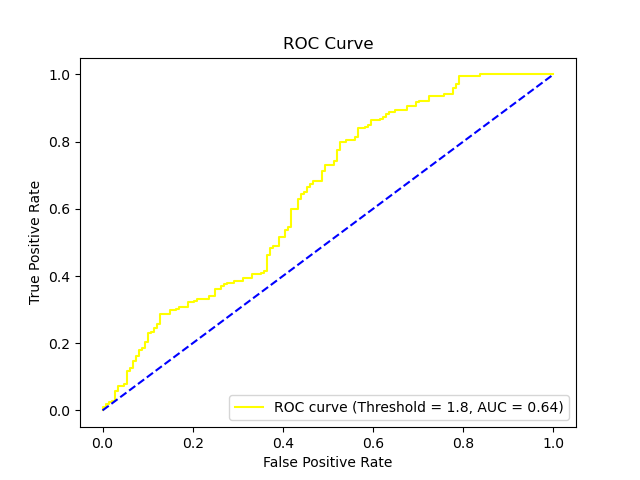 ROC Curve
True Positive Rate
1.0
0.8
0.6
0.4
0.2
0.0
0.0 0.2 0.4 0.6 0.8 1.0
False Positive Rate
ROC curve (Threshold = 1.8, AUC = 0.64)